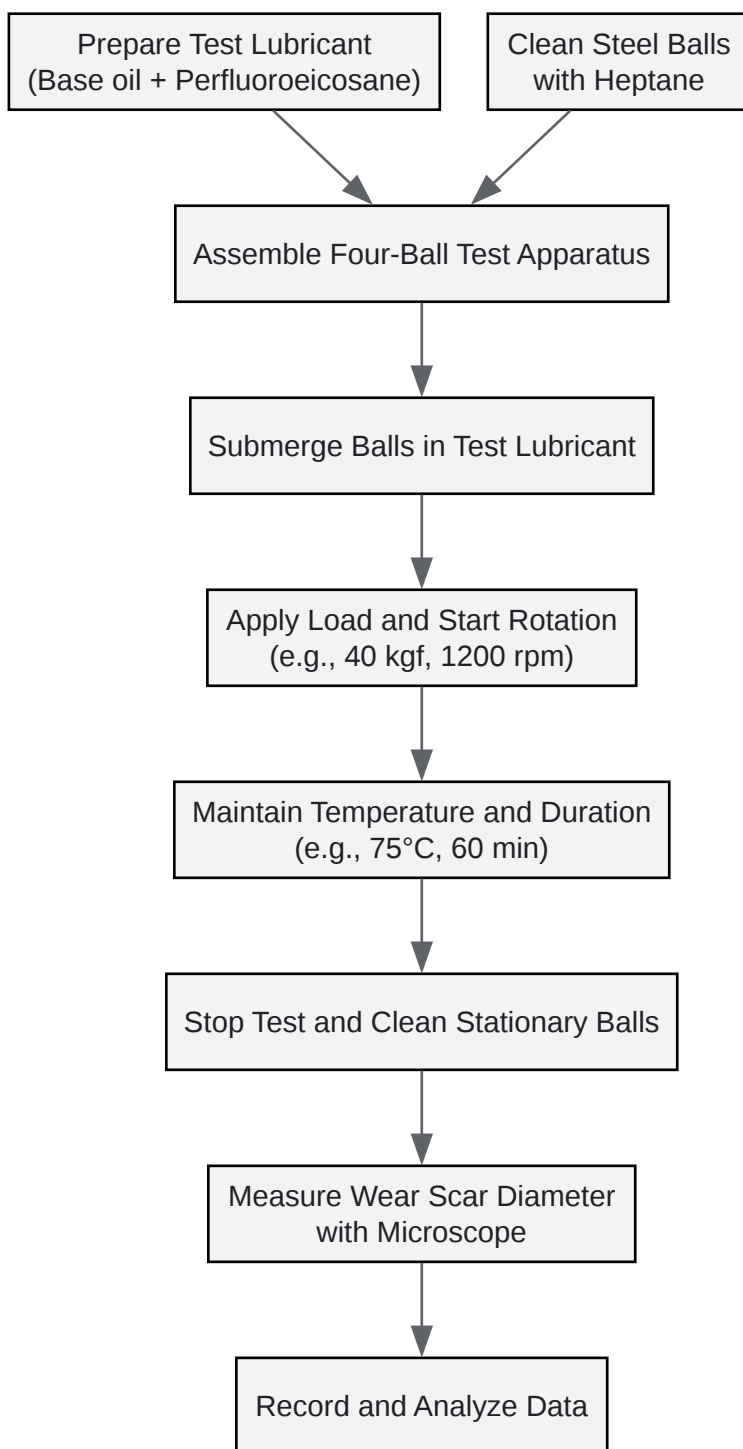 Prepare Test Lubricant
(Base oil + Perfluoroeicosane)
Clean Steel Balls
with Heptane
Assemble Four-Ball Test Apparatus
Submerge Balls in Test Lubricant
Apply Load and Start Rotation
(e.g., 40 kgf, 1200 rpm)
Maintain Temperature and Duration
(e.g., 75°C, 60 min)
Stop Test and Clean Stationary Balls
Measure Wear Scar Diameter
with Microscope
Record and Analyze Data